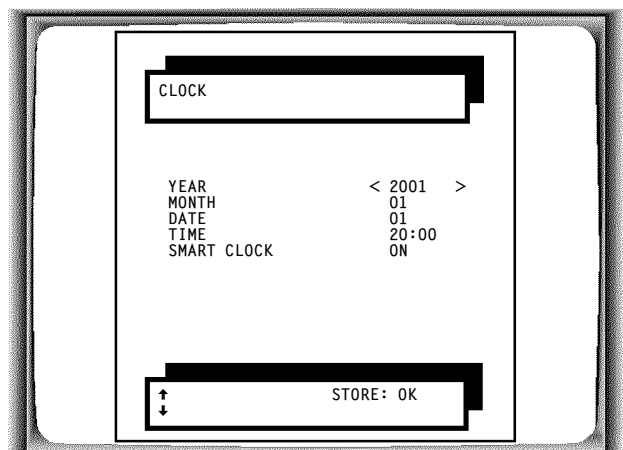 CLOCK
YEAR < 2001 >
MONTH 01
DATE 01
TIME 20:00
SMART CLOCK ON
↑ STORE: OK
↓